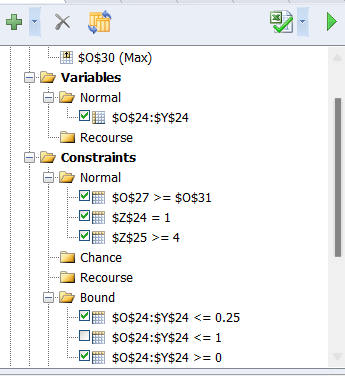 $O$30 (Max)
Variables
Normal
$O$24:$Y$24
Recourse
Constraints
Normal
$O$27 >= $O$31
$Z$24 = 1
$Z$25 >= 4
Chance
Recourse
Bound
$O$24:$Y$24 <= 0.25
$O$24:$Y$24 <= 1
$O$24:$Y$24 >= 0